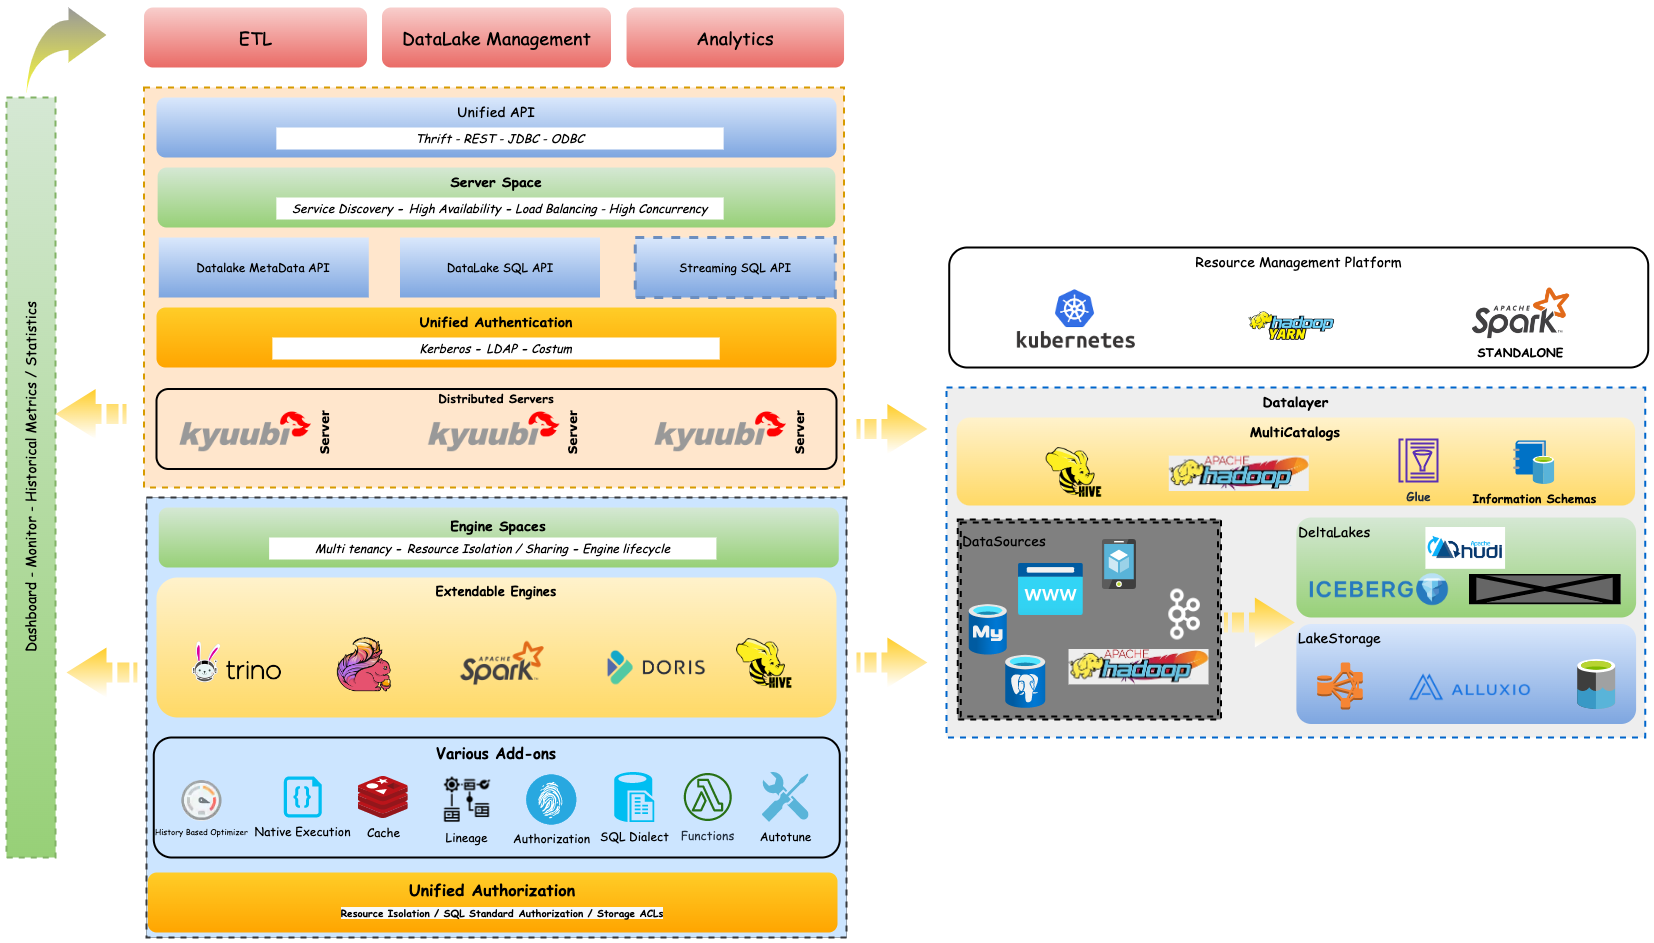 ETL
DataLake Management
Analytics
Unified API
Thrift - REST - JDBC - ODBC
Server Space
Service Discovery – High Availability – Load Balancing - High Concurrency
Datalake MetaData API
DataLake SQL API
Streaming SQL API
Unified Authentication
Kerberos – LDAP – Costum
Distributed Servers
kyuubi
Server
kyuubi
Server
kyuubi
Server
Dashboard - Monitor - Historical Metrics / Statistics
Engine Spaces
Multi tenancy – Resource Isolation / Sharing – Engine lifecycle
Extendable Engines
trino
APACHE
Spark
DORIS
HIVE
Various Add-ons
History Based Optimizer
Native Execution
Cache
Lineage
Authorization
SQL Dialect
Functions
Autotune
Unified Authorization
Resource Isolation / SQL Standard Authorization / Storage ACLs
Resource Management Platform
kubernetes
hadoop
YARN
APACHE
Spark
STANDALONE
Datalayer
MultiCatalogs
HIVE
APACHE
hadoop
Glue
Information Schemas
DataSources
WWW
My
APACHE
hadoop
DeltaLakes
Apache
hudi
ICEBERG
LakeStorage
ALLUXIO